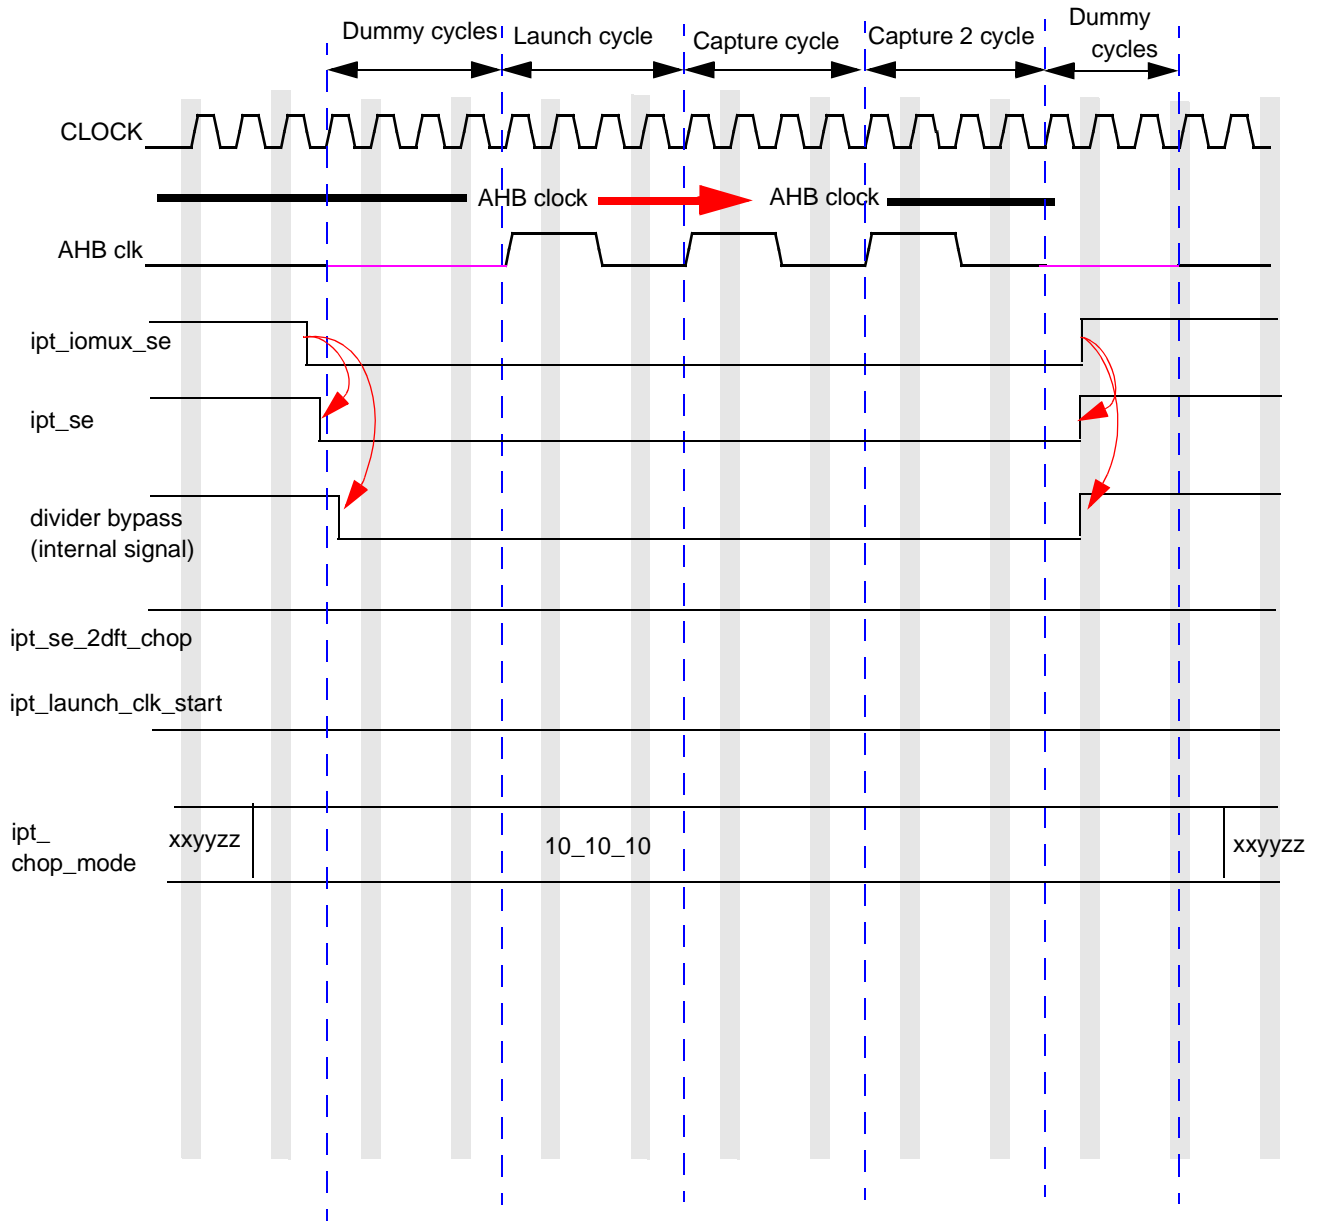 Dummy cycles
Launch cycle
Capture cycle
Capture 2 cycle
Dummy
cycles
CLOCK
AHB clock
AHB clock
AHB clk
ipt_iomux_se
ipt_se
divider bypass
(internal signal)
ipt_se_2dft_chop
ipt_launch_clk_start
ipt_
chop_mode
xxyyzz
10_10_10
xxyyzz